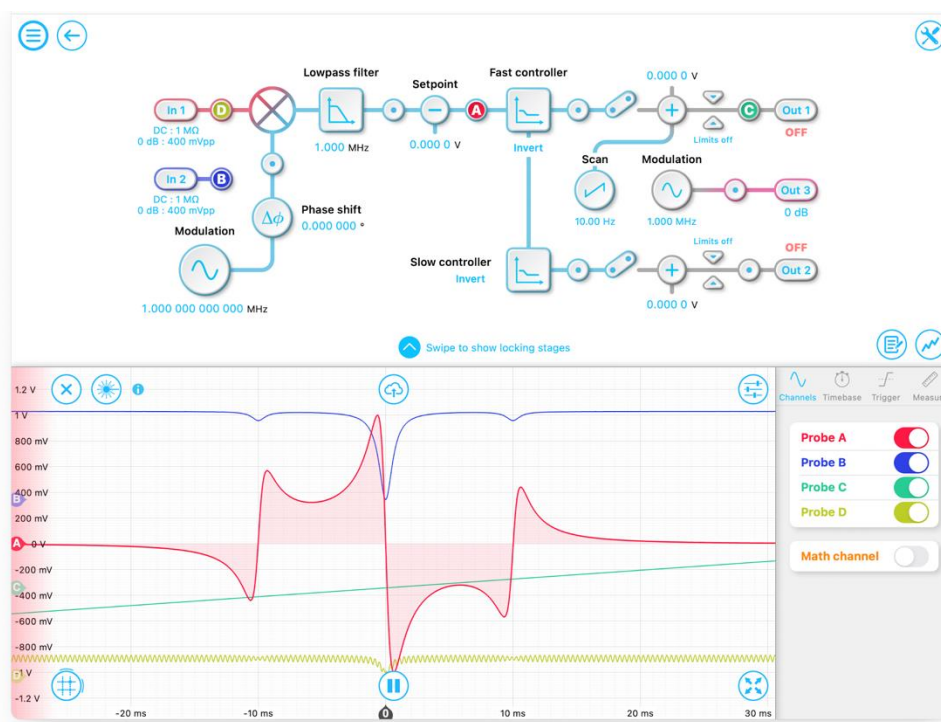 0.000 0 V
Lowpass filter
Setpoint
Fast controller
In 1
D
A
C
Out 1
DC : 1 MΩ
0 dB : 400 mVpp
1.000 MHz
0.000 0 V
Invert
Limits off
OFF
Scan
Modulation
In 2
B
Out 3
DC : 1 MΩ
0 dB : 400 mVpp
Δϕ
Phase shift
0.000 000 °
10.00 Hz
1.000 MHz
0 dB
Modulation
Limits off
OFF
Slow controller
Invert
Out 2
1.000 000 000 000 MHz
0.000 0 V
Swipe to show locking stages
1.2 V
1 V
800 mV
600 mV
400 mV
200 mV
0 V
-200 mV
-400 mV
-600 mV
-800 mV
-1 V
-1.2 V
B
A
C
D
i
-20 ms
-10 ms
0
10 ms
20 ms
30 ms
Channels
Timebase
Trigger
Measur
Probe A
Probe B
Probe C
Probe D
Math channel